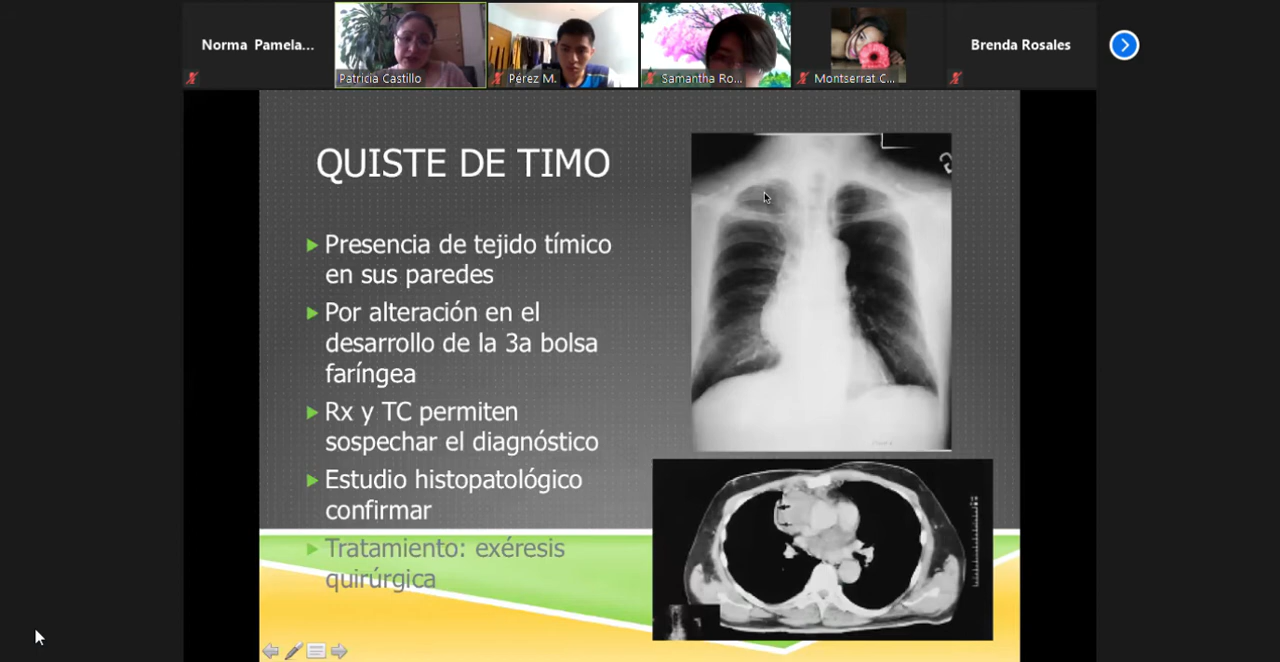 Norma Pamela...
Patricia Castillo
Pérez M.
Samantha Ro...
Montserrat C...
Brenda Rosales
QUISTE DE TIMO
Presencia de tejido tímico
en sus paredes
Por alteración en el
desarrollo de la 3a bolsa
faríngea
Rx y TC permiten
sospechar el diagnóstico
Estudio histopatológico
confirmar
Tratamiento: exéresis
quirúrgica